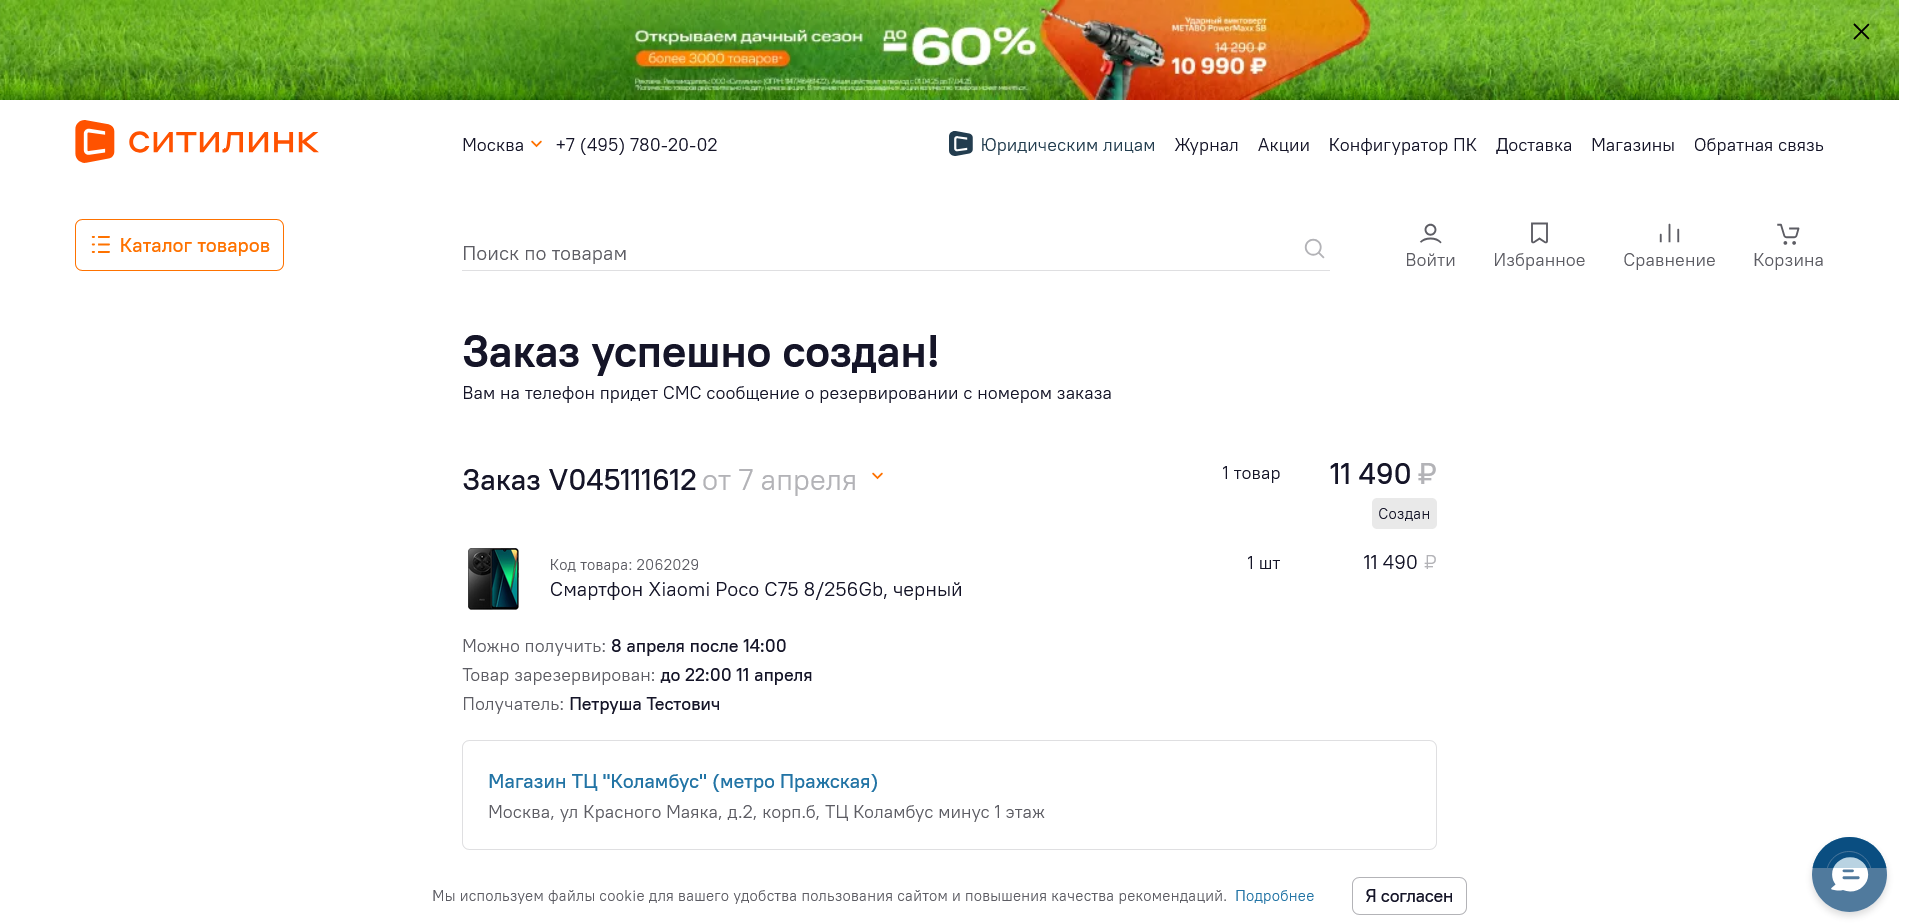 Открываем дачный сезон
более 3000 товаров*
до
-60%
Ударный винтоверт
METABO PowerMaxx SB
14 290 ₽
10 990 ₽
СИТИЛИНК
Москва
+7 (495) 780-20-02
Юридическим лицам
Журнал
Акции
Конфигуратор ПК
Доставка
Магазины
Обратная связь
Каталог товаров
Поиск по товарам
Войти
Избранное
Сравнение
Корзина
Заказ успешно создан!
Вам на телефон придет СМС сообщение о резервировании с номером заказа
Заказ V045111612 от 7 апреля
1 товар
11 490 ₽
Создан
Код товара: 2062029
Смартфон Xiaomi Poco C75 8/256Gb, черный
1 шт
11 490 ₽
Можно получить: 8 апреля после 14:00
Товар зарезервирован: до 22:00 11 апреля
Получатель: Петруша Тестович
Магазин ТЦ "Коламбус" (метро Пражская)
Москва, ул Красного Маяка, д.2, корп.б, ТЦ Коламбус минус 1 этаж
Мы используем файлы cookie для вашего удобства пользования сайтом и повышения качества рекомендаций. Подробнее
Я согласен